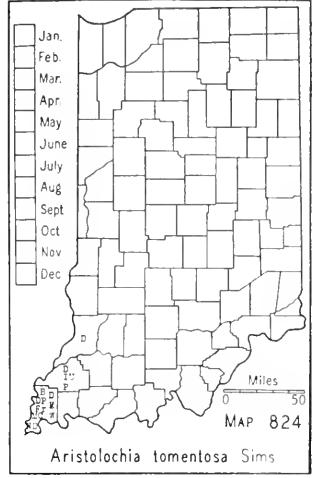 Jan.
Feb.
Mar.
Apr.
May
June
July
Aug
Sept
Oct
Nov
Dec
D
Miles
0 50
MAP 824
Aristolochia tomentosa Sims